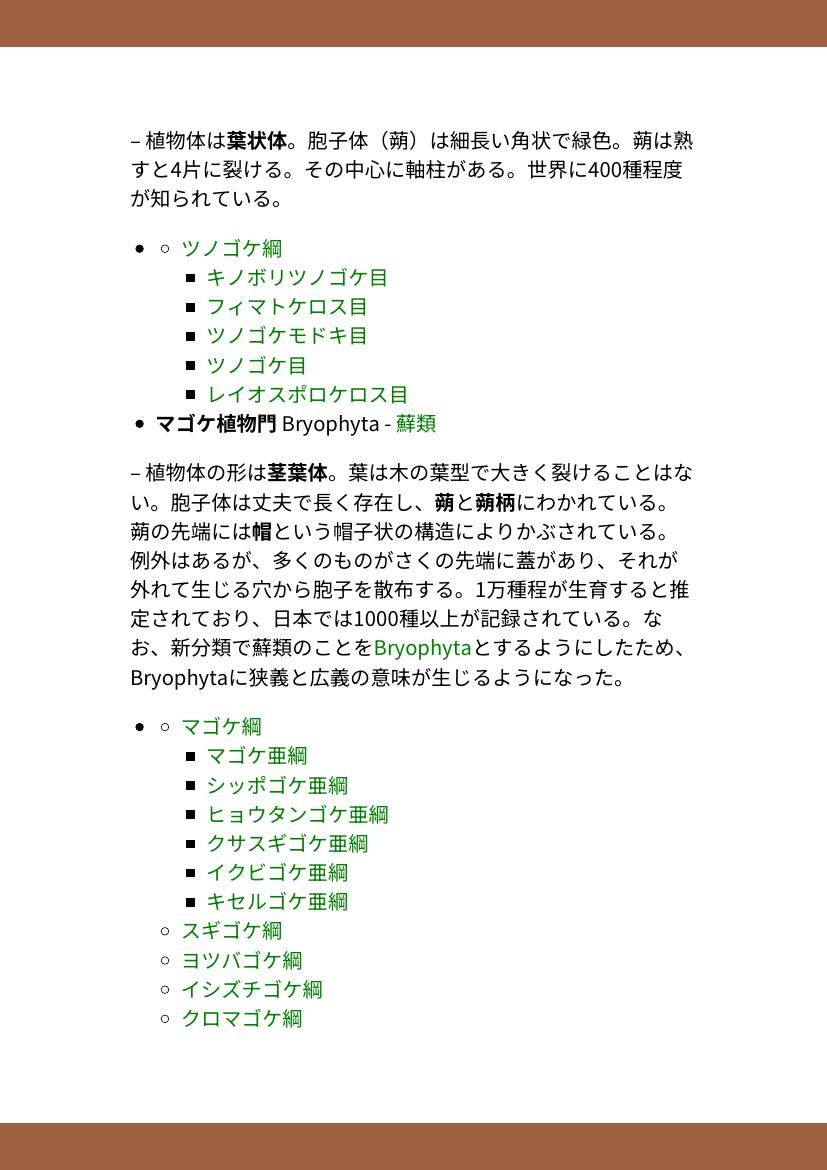 – 植物体は葉状体。胞子体（蒴）は細長い角状で緑色。蒴は熟
すと4片に裂ける。その中心に軸柱がある。世界に400種程度
が知られている。
ツノゴケ綱
キノボリツノゴケ目
フィマトケロス目
ツノゴケモドキ目
ツノゴケ目
レイオスポロケロス目
マゴケ植物門 Bryophyta - 蘚類
– 植物体の形は茎葉体。葉は木の葉型で大きく裂けることはな
い。胞子体は丈夫で長く存在し、蒴と蒴柄にわかれている。
蒴の先端には帽という帽子状の構造によりかぶされている。
例外はあるが、多くのものがさくの先端に蓋があり、それが
外れて生じる穴から胞子を散布する。1万種程が生育すると推
定されており、日本では1000種以上が記録されている。な
お、新分類で蘚類のことをBryophytaとするようにしたため、
Bryophytaに狭義と広義の意味が生じるようになった。
マゴケ綱
マゴケ亜綱
シッポゴケ亜綱
ヒョウタンゴケ亜綱
クサスギゴケ亜綱
イクビゴケ亜綱
キセルゴケ亜綱
スギゴケ綱
ヨツバゴケ綱
イシズチゴケ綱
クロマゴケ綱